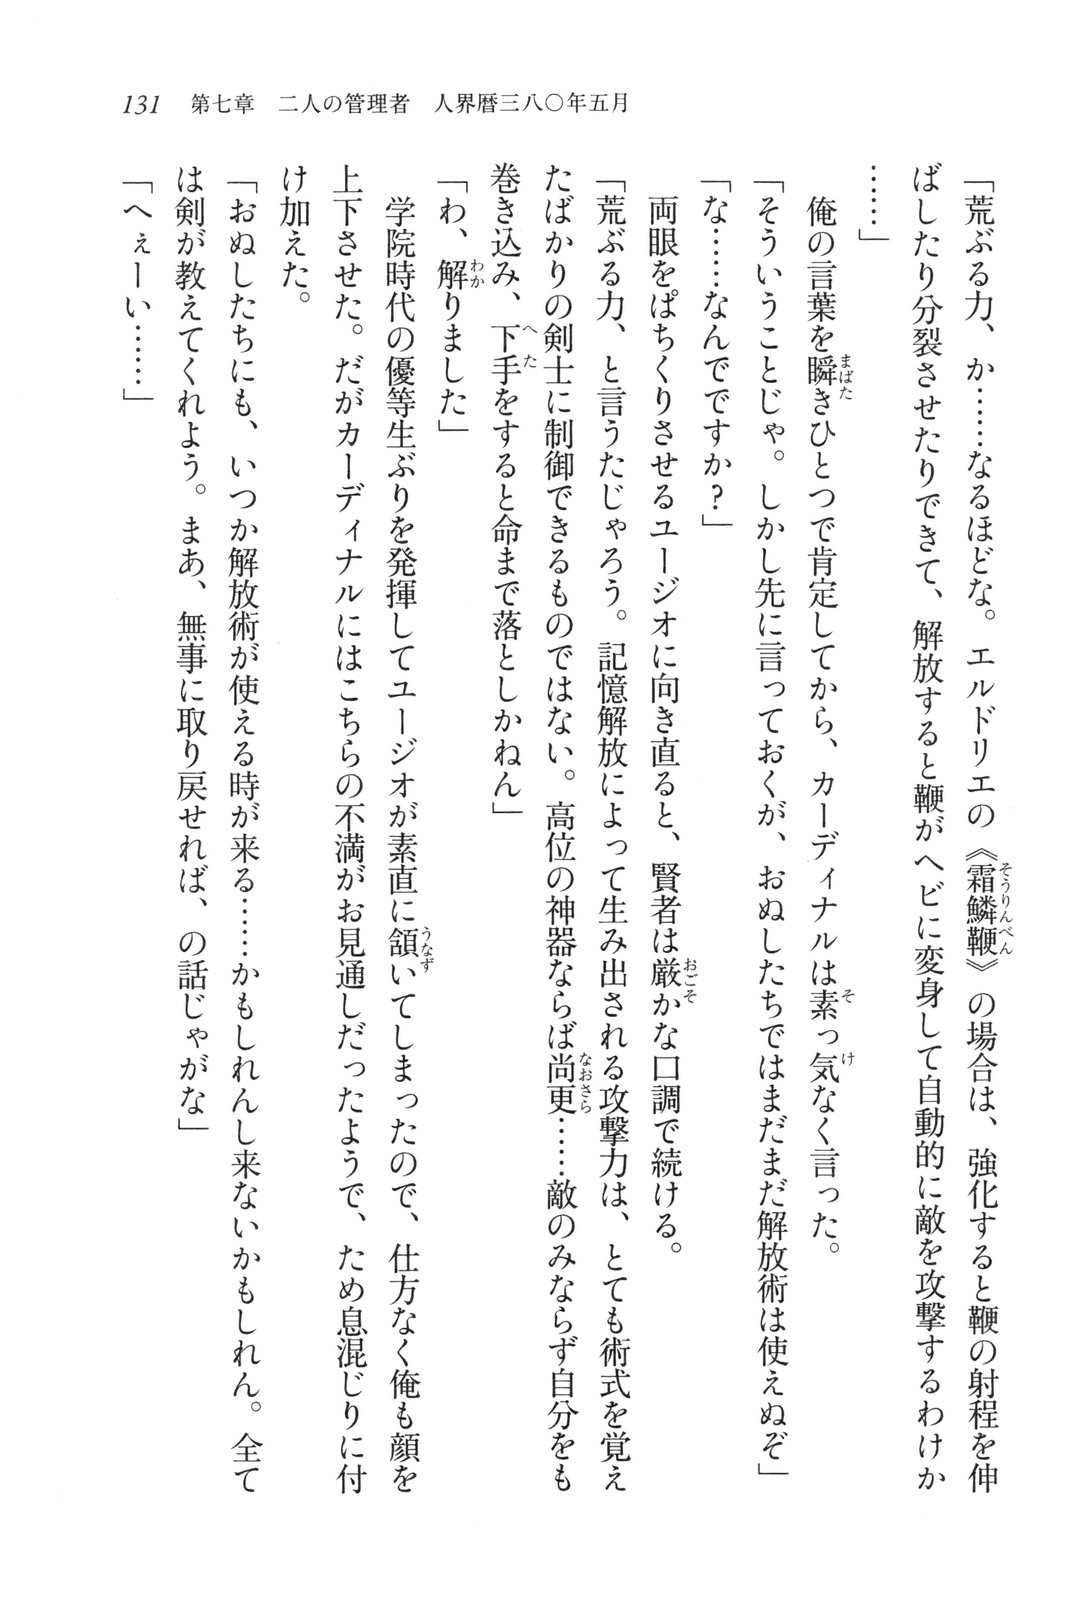 131　第七章　二人の管理者　人界暦三八〇年五月
「荒ぶる力、か……なるほどな。エルドリエの《霜鱗鞭》の場合は、強化すると鞭の射程を伸
ばしたり分裂させたりできて、解放すると鞭がヘビに変身して自動的に敵を攻撃するわけか
……」
　俺の言葉を瞬きひとつで肯定してから、カーディナルは素っ気なく言った。
「そういうことじゃ。しかし先に言っておくが、おぬしたちではまだまだ解放術は使えぬぞ」
「な……なんでですか？」
　両眼をぱちくりさせるユージオに向き直ると、賢者は厳かな口調で続ける。
「荒ぶる力、と言うたじゃろう。記憶解放によって生み出される攻撃力は、とても術式を覚え
たばかりの剣士に制御できるものではない。高位の神器ならば尚更……敵のみならず自分をも
巻き込み、下手をすると命まで落としかねん」
「わ、解りました」
　学院時代の優等生ぶりを発揮してユージオが素直に頷いてしまったので、仕方なく俺も顔を
上下させた。だがカーディナルにはこちらの不満がお見通しだったようで、ため息混じりに付
け加えた。
「おぬしたちにも、いつか解放術が使える時が来る……かもしれんし来ないかもしれん。全て
は剣が教えてくれよう。まあ、無事に取り戻せれば、の話じゃがな」
「へぇーい……」